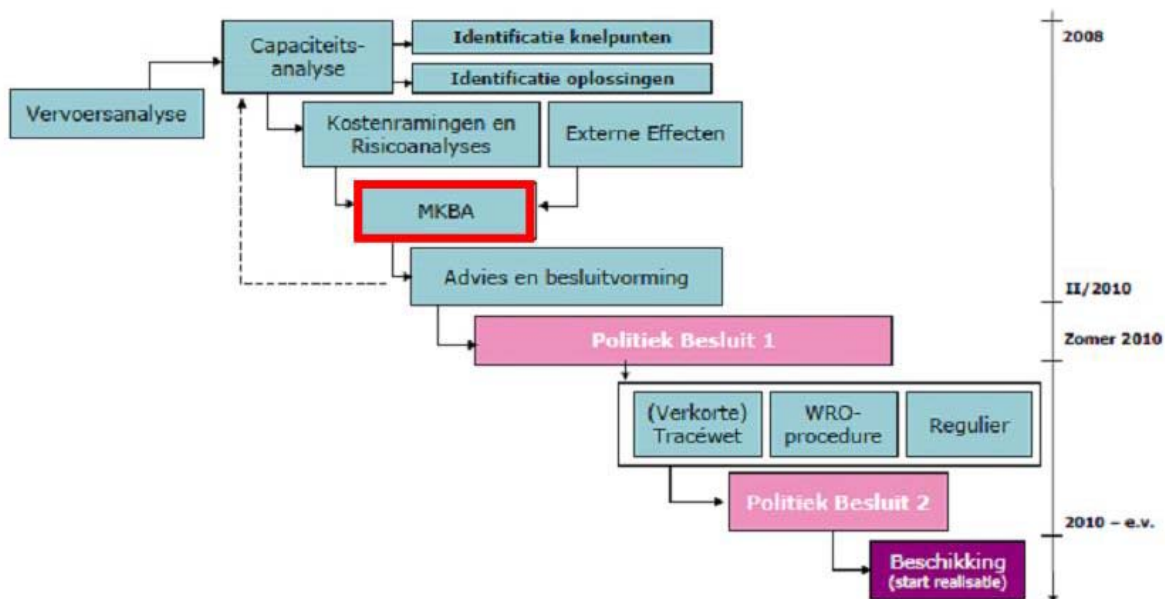 Capaciteits-
analyse
Identificatie knelpunten
2008
Identificatie oplossingen
Vervoersanalyse
Kostenramingen en
Risicoanalyses
Externe Effecten
MKBA
Advies en besluitvorming
II/2010
Politiek Besluit 1
Zomer 2010
(Verkorte)
Tracéwet
WRO-
procedure
Regulier
Politiek Besluit 2
2010 – e.v.
Beschikking
(start realisatie)